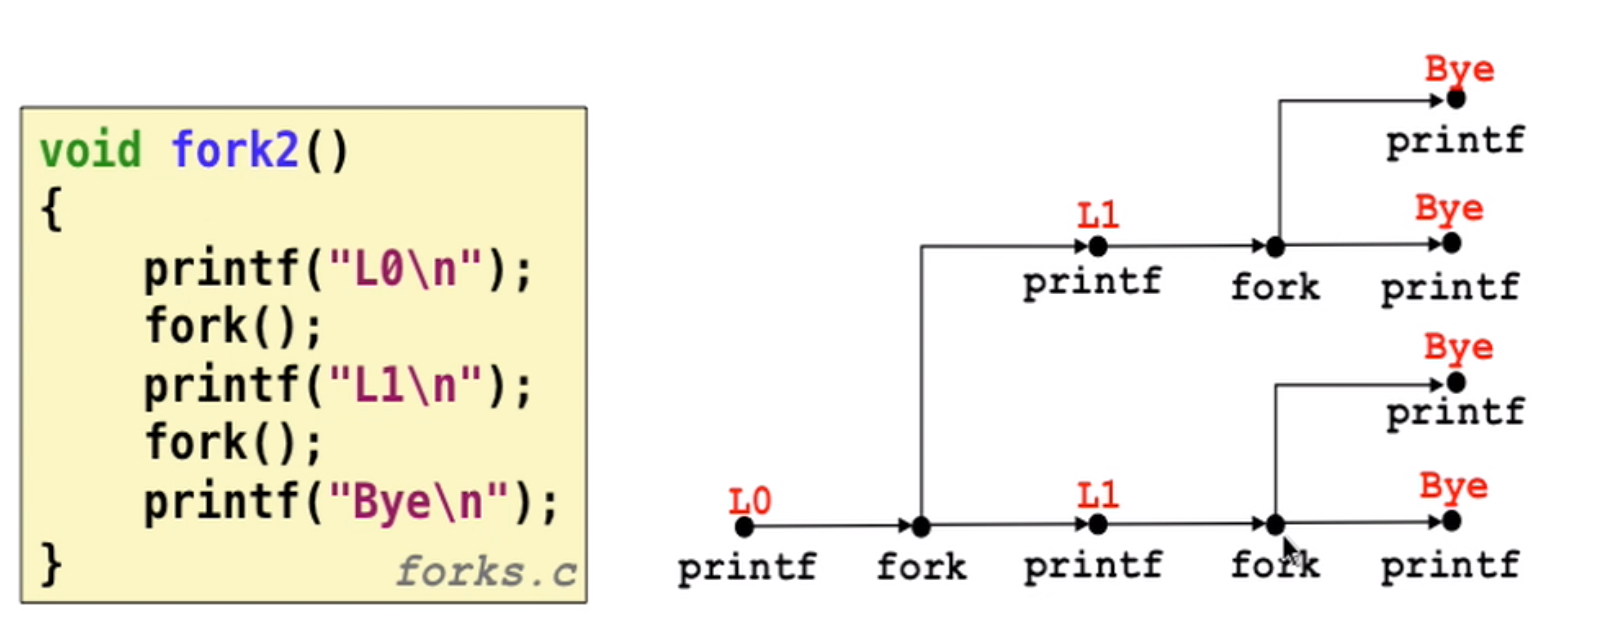 void fork2()
{
printf("L0\n");
fork();
printf("L1\n");
fork();
printf("Bye\n");
}
forks.c
Bye
printf
L1 Bye
printf fork printf
Bye
printf
L0 L1 Bye
printf fork printf fork printf